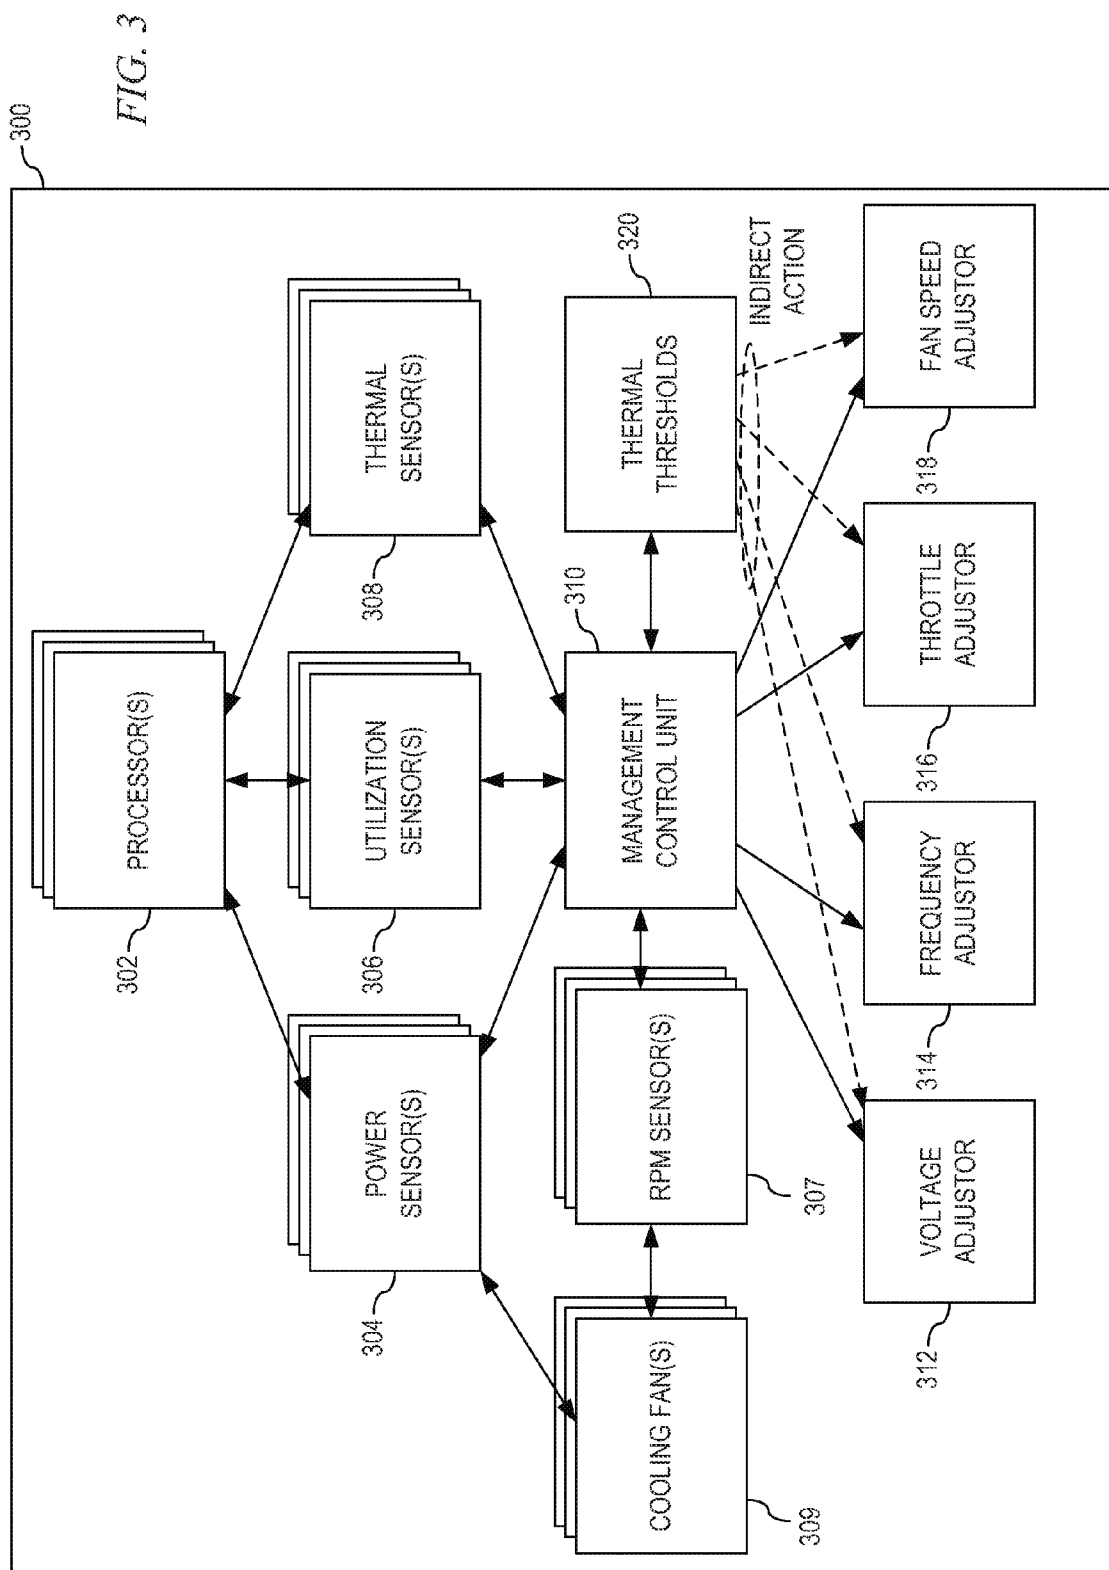 FIG. 3
300
PROCESSOR(S)
302
POWER
SENSOR(S)
304
UTILIZATION
SENSOR(S)
306
THERMAL
SENSOR(S)
308
COOLING FAN(S)
309
RPM SENSOR(S)
307
MANAGEMENT
CONTROL UNIT
310
THERMAL
THRESHOLDS
320
INDIRECT
ACTION
VOLTAGE
ADJUSTOR
312
FREQUENCY
ADJUSTOR
314
THROTTLE
ADJUSTOR
316
FAN SPEED
ADJUSTOR
318